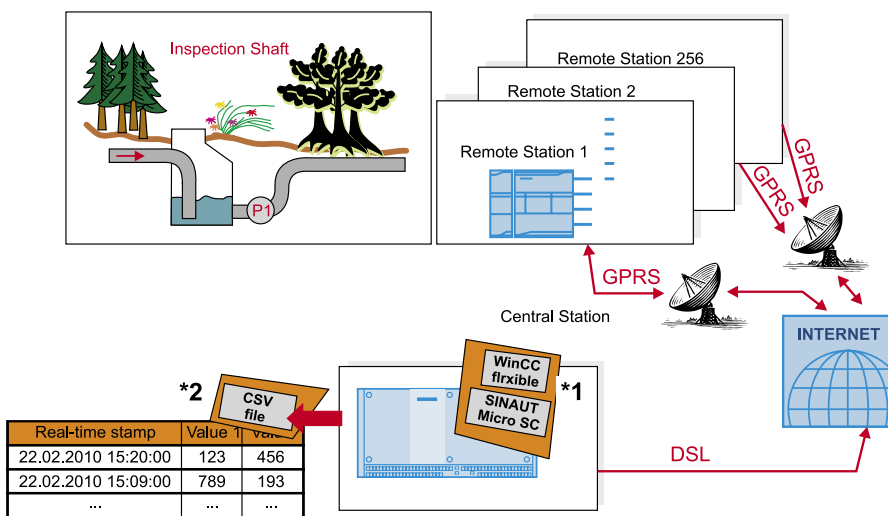 Inspection Shaft
P1
Remote Station 256
Remote Station 2
Remote Station 1
GPRS
GPRS
GPRS
Central Station
INTERNET
WinCC
flrxible
*1
SINAUT
Micro SC
*2
CSV
file
DSL
Real-time stamp Value 1
22.02.2010 15:20:00 123 456
22.02.2010 15:09:00 789 193
... ... ...